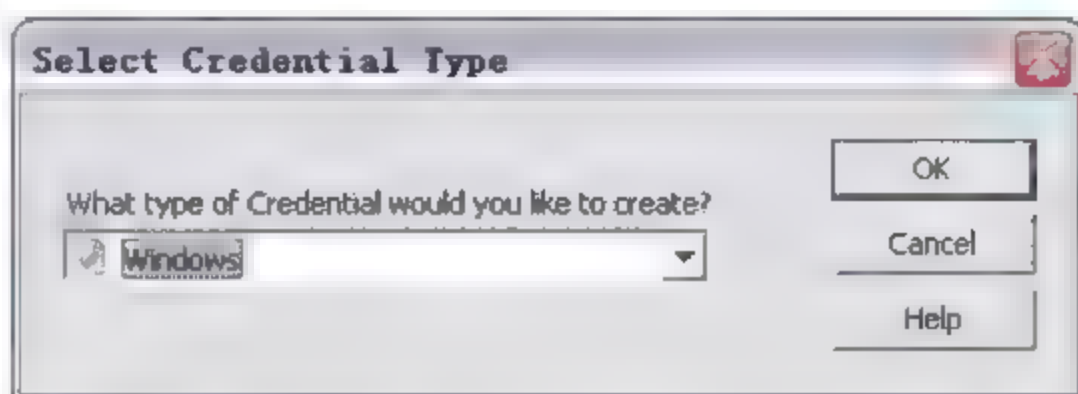 Select Credential Type
OK
What type of Credential would you like to create?
Windows
Cancel
Help